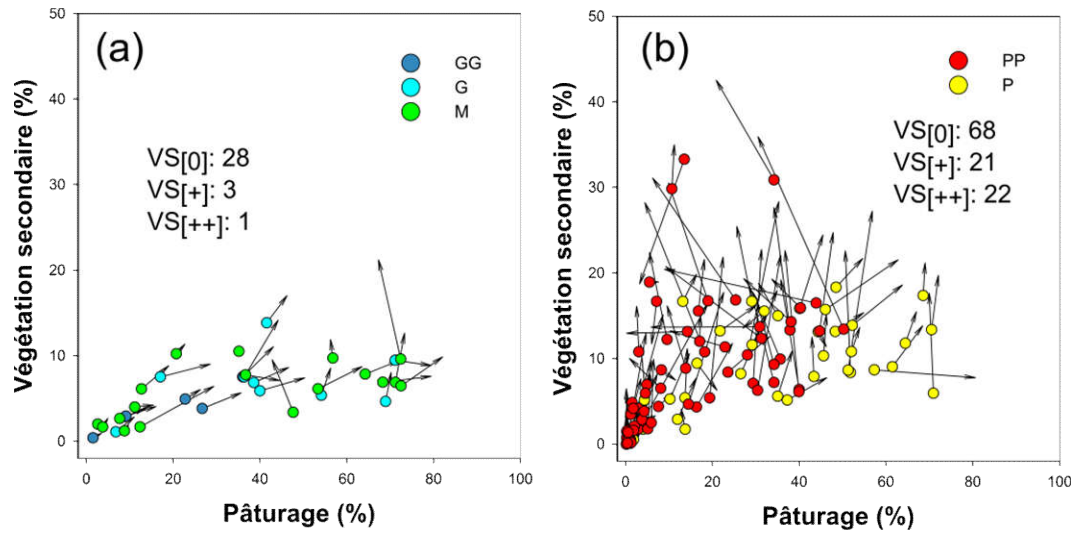 (a)
GG
G
M
VS[0]: 28
VS[+]: 3
VS[++]: 1
Végétation secondaire (%)
50
40
30
20
10
0
0 20 40 60 80 100
Pâturage (%)
(b)
PP
P
VS[0]: 68
VS[+]: 21
VS[++]: 22
Végétation secondaire (%)
50
40
30
20
10
0
0 20 40 60 80 100
Pâturage (%)